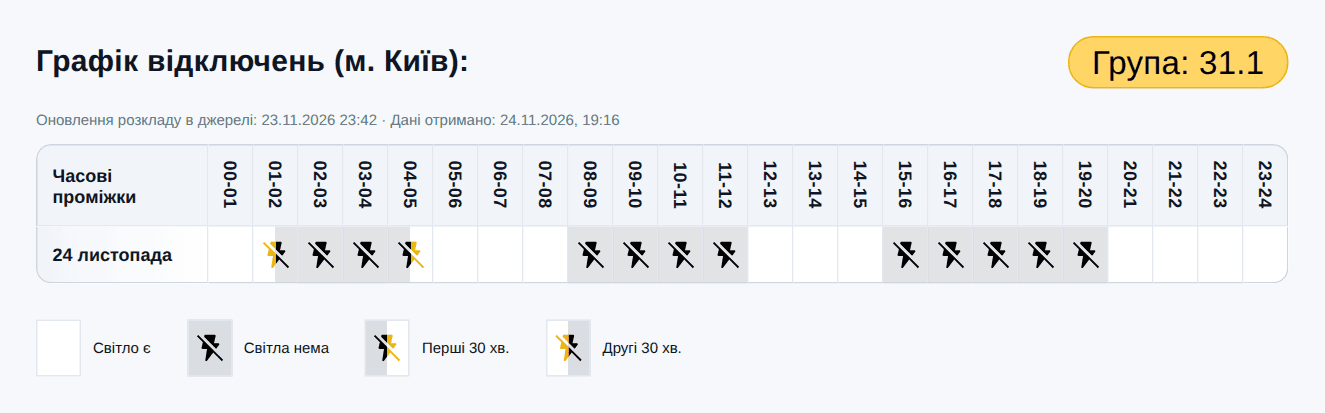 Графік відключень (м. Київ):
Група: 31.1
Оновлення розкладу в джерелі: 23.11.2026 23:42 · Дані отримано: 24.11.2026, 19:16
Часові
проміжки
00-01
01-02
02-03
03-04
04-05
05-06
06-07
07-08
08-09
09-10
10-11
11-12
12-13
13-14
14-15
15-16
16-17
17-18
18-19
19-20
20-21
21-22
22-23
23-24
24 листопада
Світло є
Світла нема
Перші 30 хв.
Другі 30 хв.